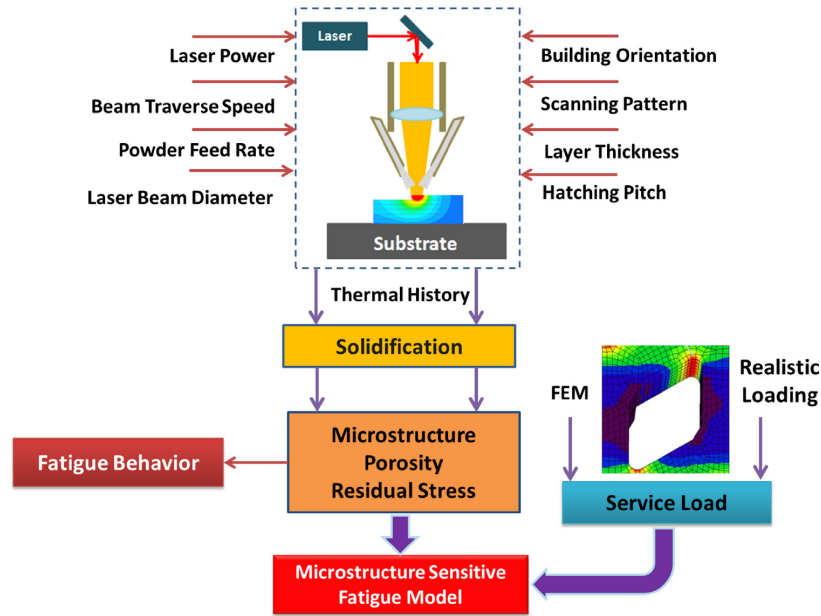 Laser
Laser Power
Beam Traverse Speed
Powder Feed Rate
Laser Beam Diameter
Building Orientation
Scanning Pattern
Layer Thickness
Hatching Pitch
Substrate
Thermal History
Solidification
Microstructure
Porosity
Residual Stress
Fatigue Behavior
FEM
Realistic
Loading
Service Load
Microstructure Sensitive
Fatigue Model